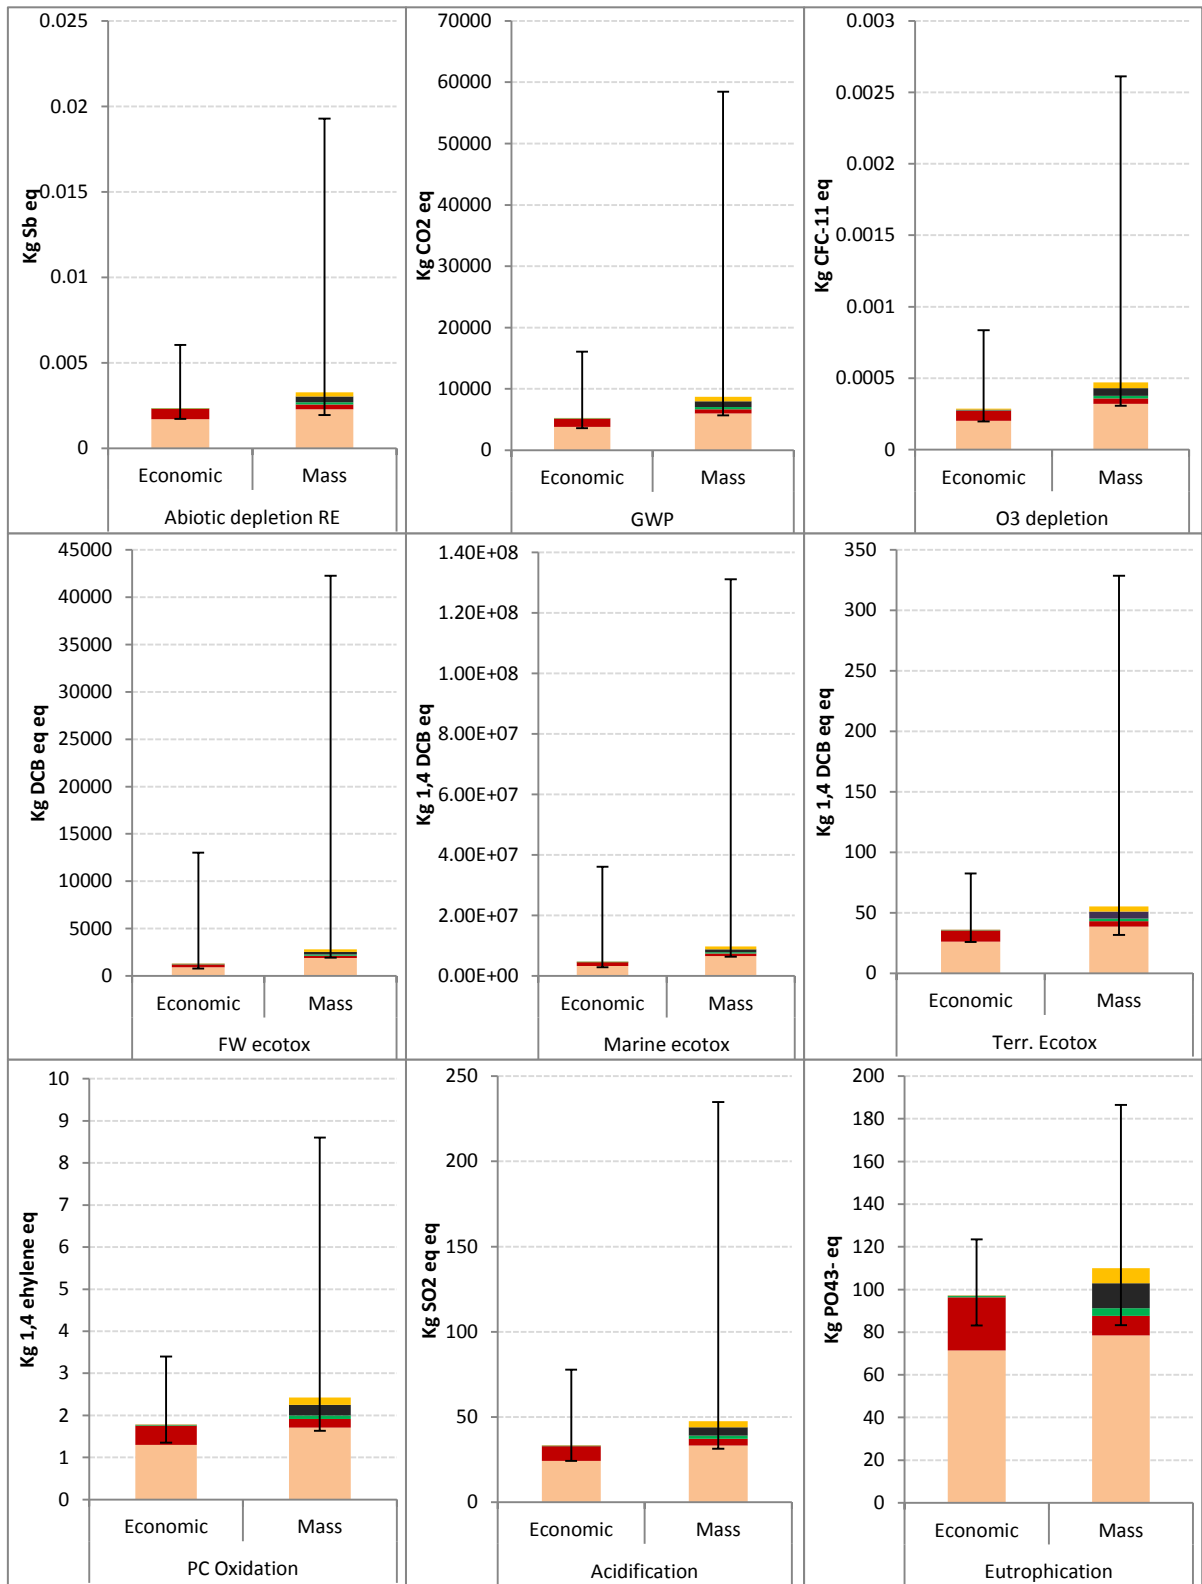 Kg Sb eq
0.025
0.02
0.015
0.01
0.005
0
Economic Mass
Abiotic depletion RE
Kg CO2 eq
70000
60000
50000
40000
30000
20000
10000
0
Economic Mass
GWP
Kg CFC-11 eq
0.003
0.0025
0.002
0.0015
0.001
0.0005
0
Economic Mass
O3 depletion
Kg DCB eq eq
45000
40000
35000
30000
25000
20000
15000
10000
5000
0
Economic Mass
FW ecotox
Kg 1,4 DCB eq
1.40E+08
1.20E+08
1.00E+08
8.00E+07
6.00E+07
4.00E+07
2.00E+07
0.00E+00
Economic Mass
Marine ecotox
Kg 1,4 DCB eq eq
350
300
250
200
150
100
50
0
Economic Mass
Terr. Ecotox
Kg 1,4 ehylene eq
10
9
8
7
6
5
4
3
2
1
0
Economic Mass
PC Oxidation
Kg SO2 eq eq
250
200
150
100
50
0
Economic Mass
Acidification
Kg PO43- eq
200
180
160
140
120
100
80
60
40
20
0
Economic Mass
Eutrophication